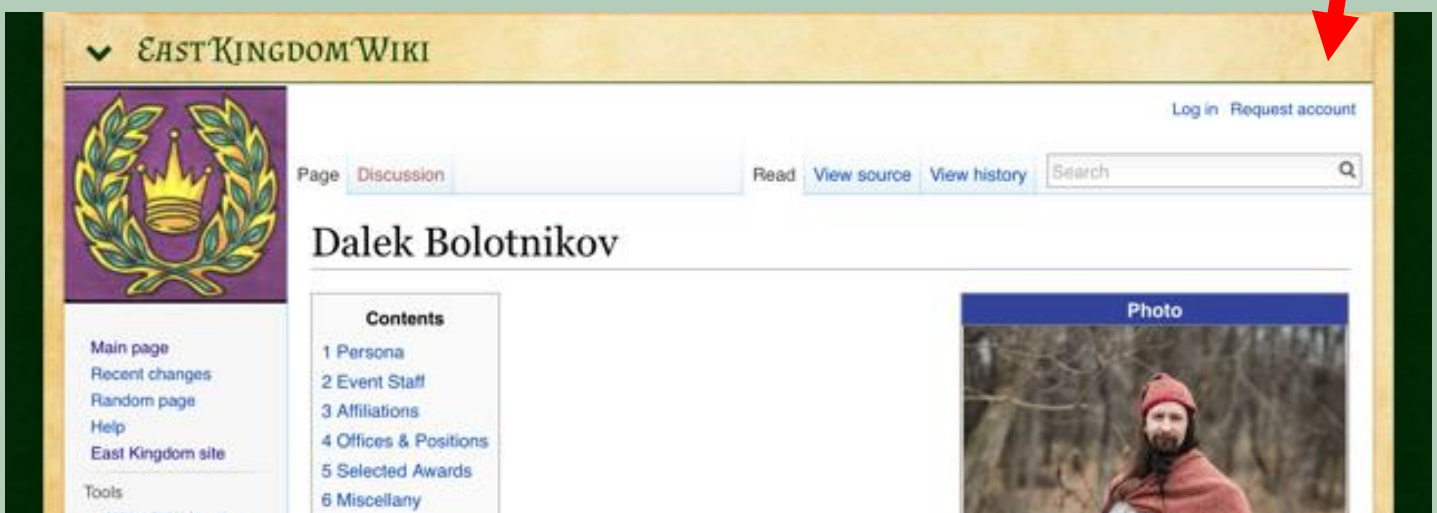 EASTKINGDOMWIKI
Log in Request account
Page Discussion Read View source View history Search
Dalek Bolotnikov
Contents
1 Persona
2 Event Staff
3 Affiliations
4 Offices & Positions
5 Selected Awards
6 Miscellany
Photo
Main page
Recent changes
Random page
Help
East Kingdom site
Tools